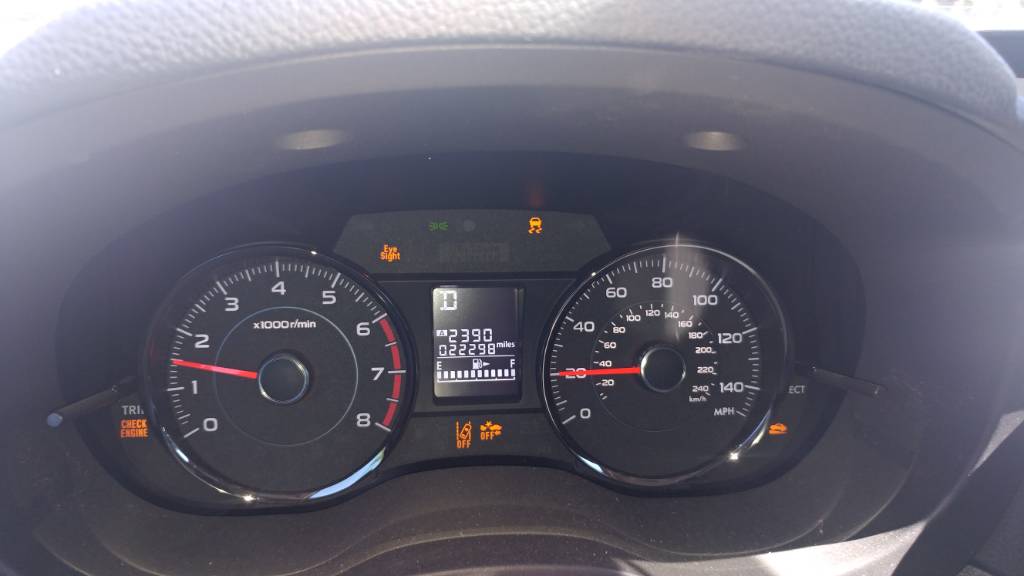 Eye
Sight
0
1
2
3
4
5
6
7
8
x1000r/min
TRI
CHECK
ENGINE
D
A 2390
022298 miles
E F
OFF
OFF
0
20
40
60
80
100
120
140
MPH
20
40
60
80
100
120
140
160
180
200
220
240
km/h
ECT